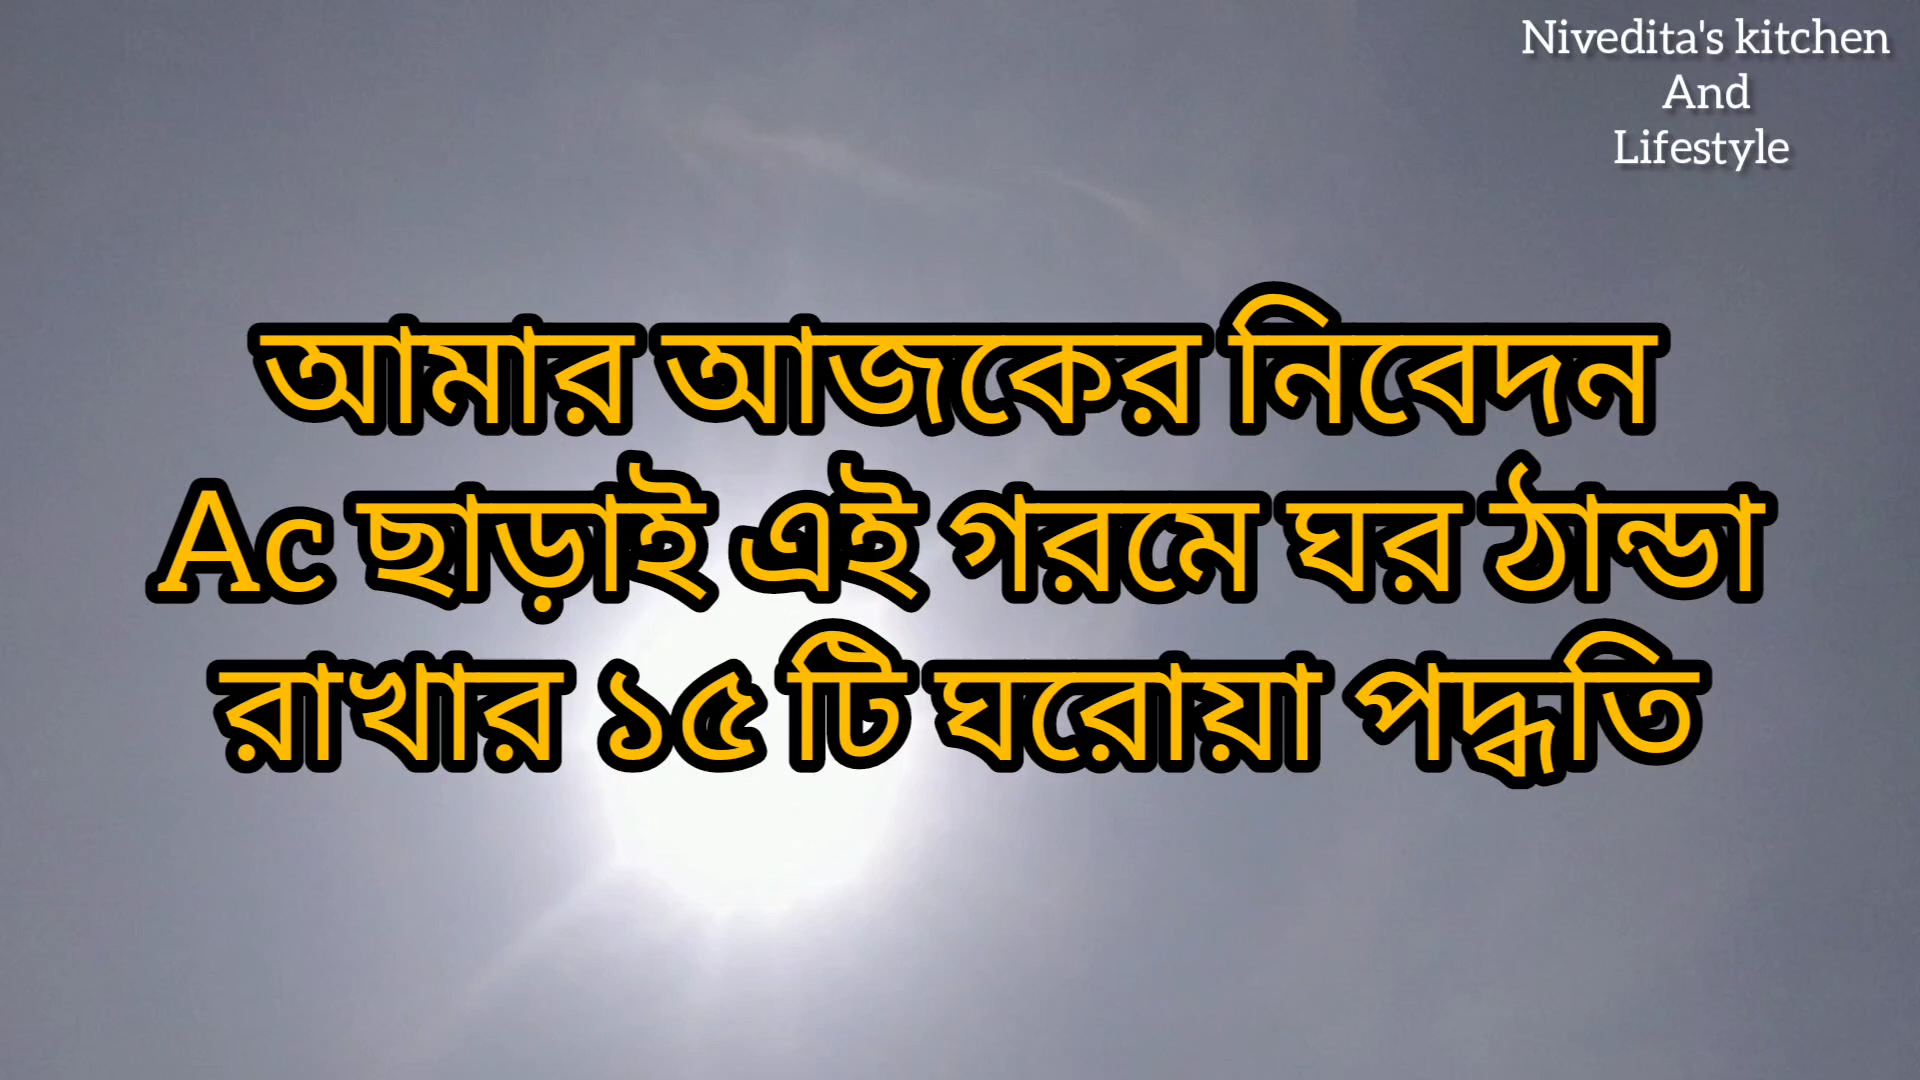 Nivedita's kitchen
And
Lifestyle
আমার আজকের নিবেদন
Ac ছাড়াই এই গরমে ঘর ঠান্ডা
রাখার ১৫ টি ঘরোয়া পদ্ধতি